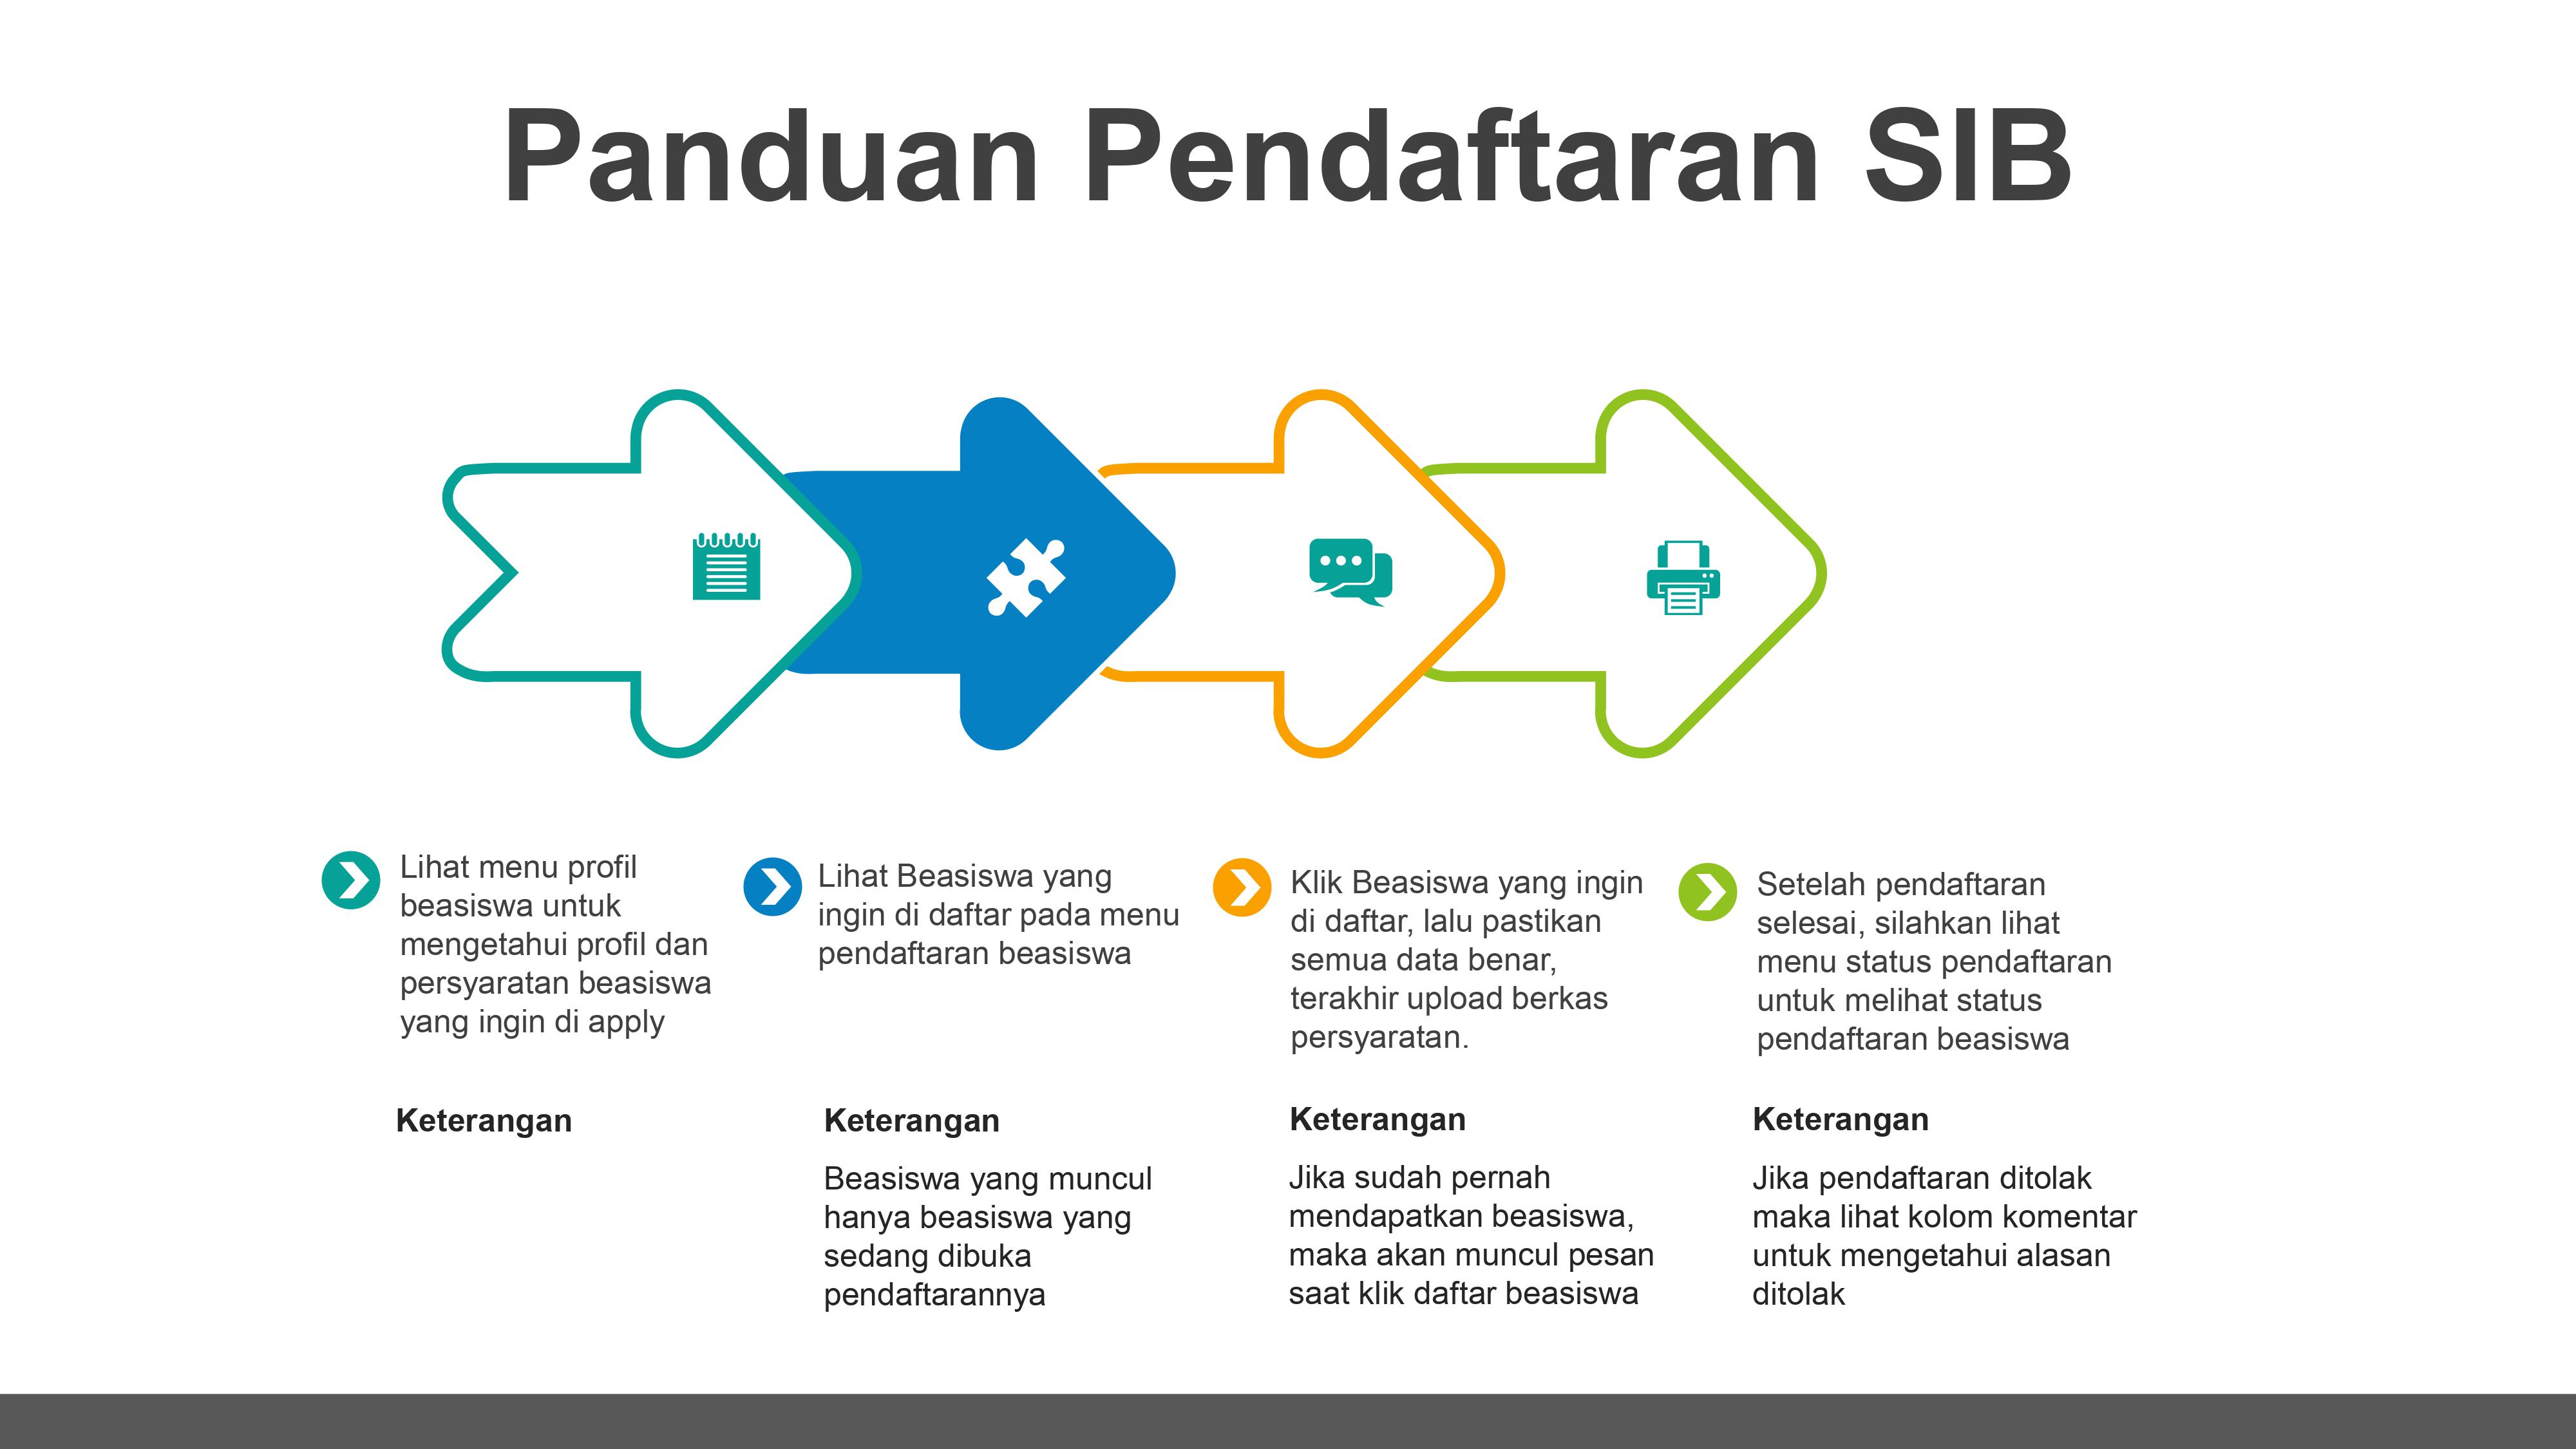 Panduan Pendaftaran SIB
Lihat menu profil
beasiswa untuk
mengetahui profil dan
persyaratan beasiswa
yang ingin di apply
Lihat Beasiswa yang
ingin di daftar pada menu
pendaftaran beasiswa
Klik Beasiswa yang ingin
di daftar, lalu pastikan
semua data benar,
terakhir upload berkas
persyaratan.
Setelah pendaftaran
selesai, silahkan lihat
menu status pendaftaran
untuk melihat status
pendaftaran beasiswa
Keterangan
Keterangan
Beasiswa yang muncul
hanya beasiswa yang
sedang dibuka
pendaftarannya
Keterangan
Jika sudah pernah
mendapatkan beasiswa,
maka akan muncul pesan
saat klik daftar beasiswa
Keterangan
Jika pendaftaran ditolak
maka lihat kolom komentar
untuk mengetahui alasan
ditolak